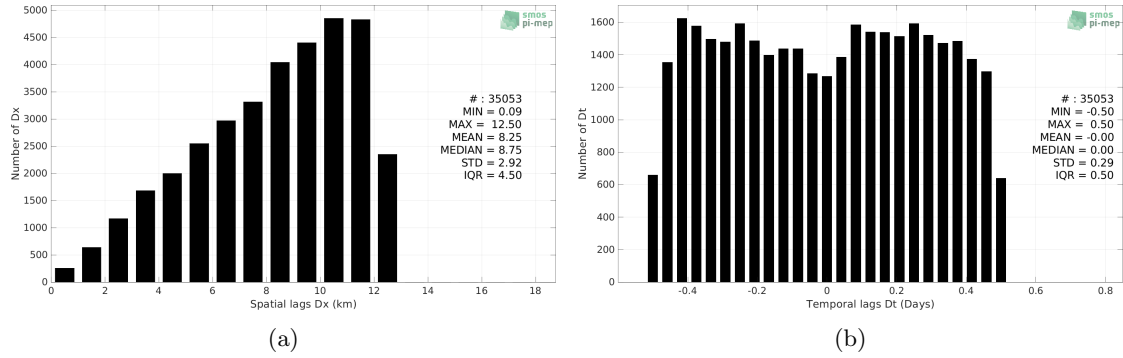 5000
4500
4000
3500
3000
2500
2000
1500
1000
500
0
Number of Dx
0 2 4 6 8 10 12 14 16 18
Spatial lags Dx (km)
smos
pi-mep
# : 35053
MIN = 0.09
MAX = 12.50
MEAN = 8.25
MEDIAN = 8.75
STD = 2.92
IQR = 4.50
(a)
1600
1400
1200
1000
800
600
400
200
0
Number of Dt
-0.4 -0.2 0 0.2 0.4 0.6 0.8
Temporal lags Dt (Days)
smos
pi-mep
# : 35053
MIN = -0.50
MAX = 0.50
MEAN = -0.00
MEDIAN = 0.00
STD = 0.29
IQR = 0.50
(b)